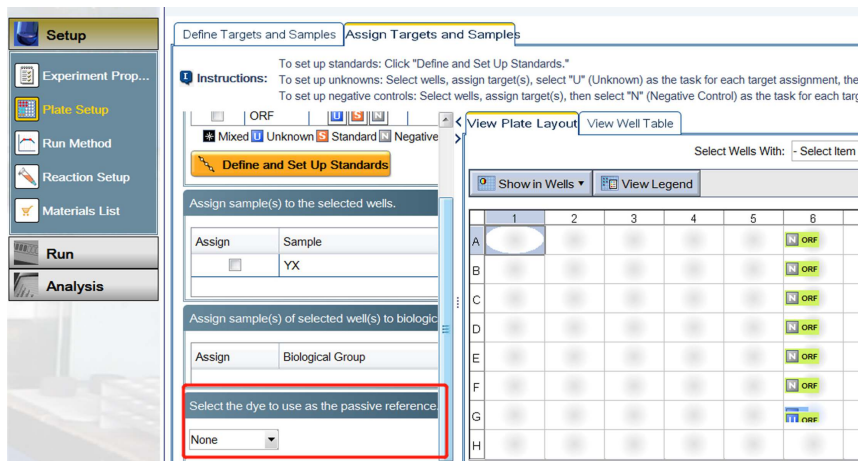 Setup
Experiment Prop...
Plate Setup
Run Method
Reaction Setup
Materials List
Run
Analysis
Define Targets and Samples
Assign Targets and Samples
Instructions:
To set up standards: Click "Define and Set Up Standards."
To set up unknowns: Select wells, assign target(s), select "U" (Unknown) as the task for each target assignment, the
To set up negative controls: Select wells, assign target(s), then select "N" (Negative Control) as the task for each targ
ORF U S N
Mixed U Unknown S Standard N Negative
Define and Set Up Standards
Assign sample(s) to the selected wells.
Assign Sample
YX
Assign sample(s) of selected well(s) to biologic
Assign Biological Group
Select the dye to use as the passive reference.
None
View Plate Layout
View Well Table
Select Wells With: - Select Item
Show in Wells
View Legend
1 2 3 4 5 6
A N ORF
B N ORF
C N ORF
D N ORF
E N ORF
F N ORF
G U ORF
H